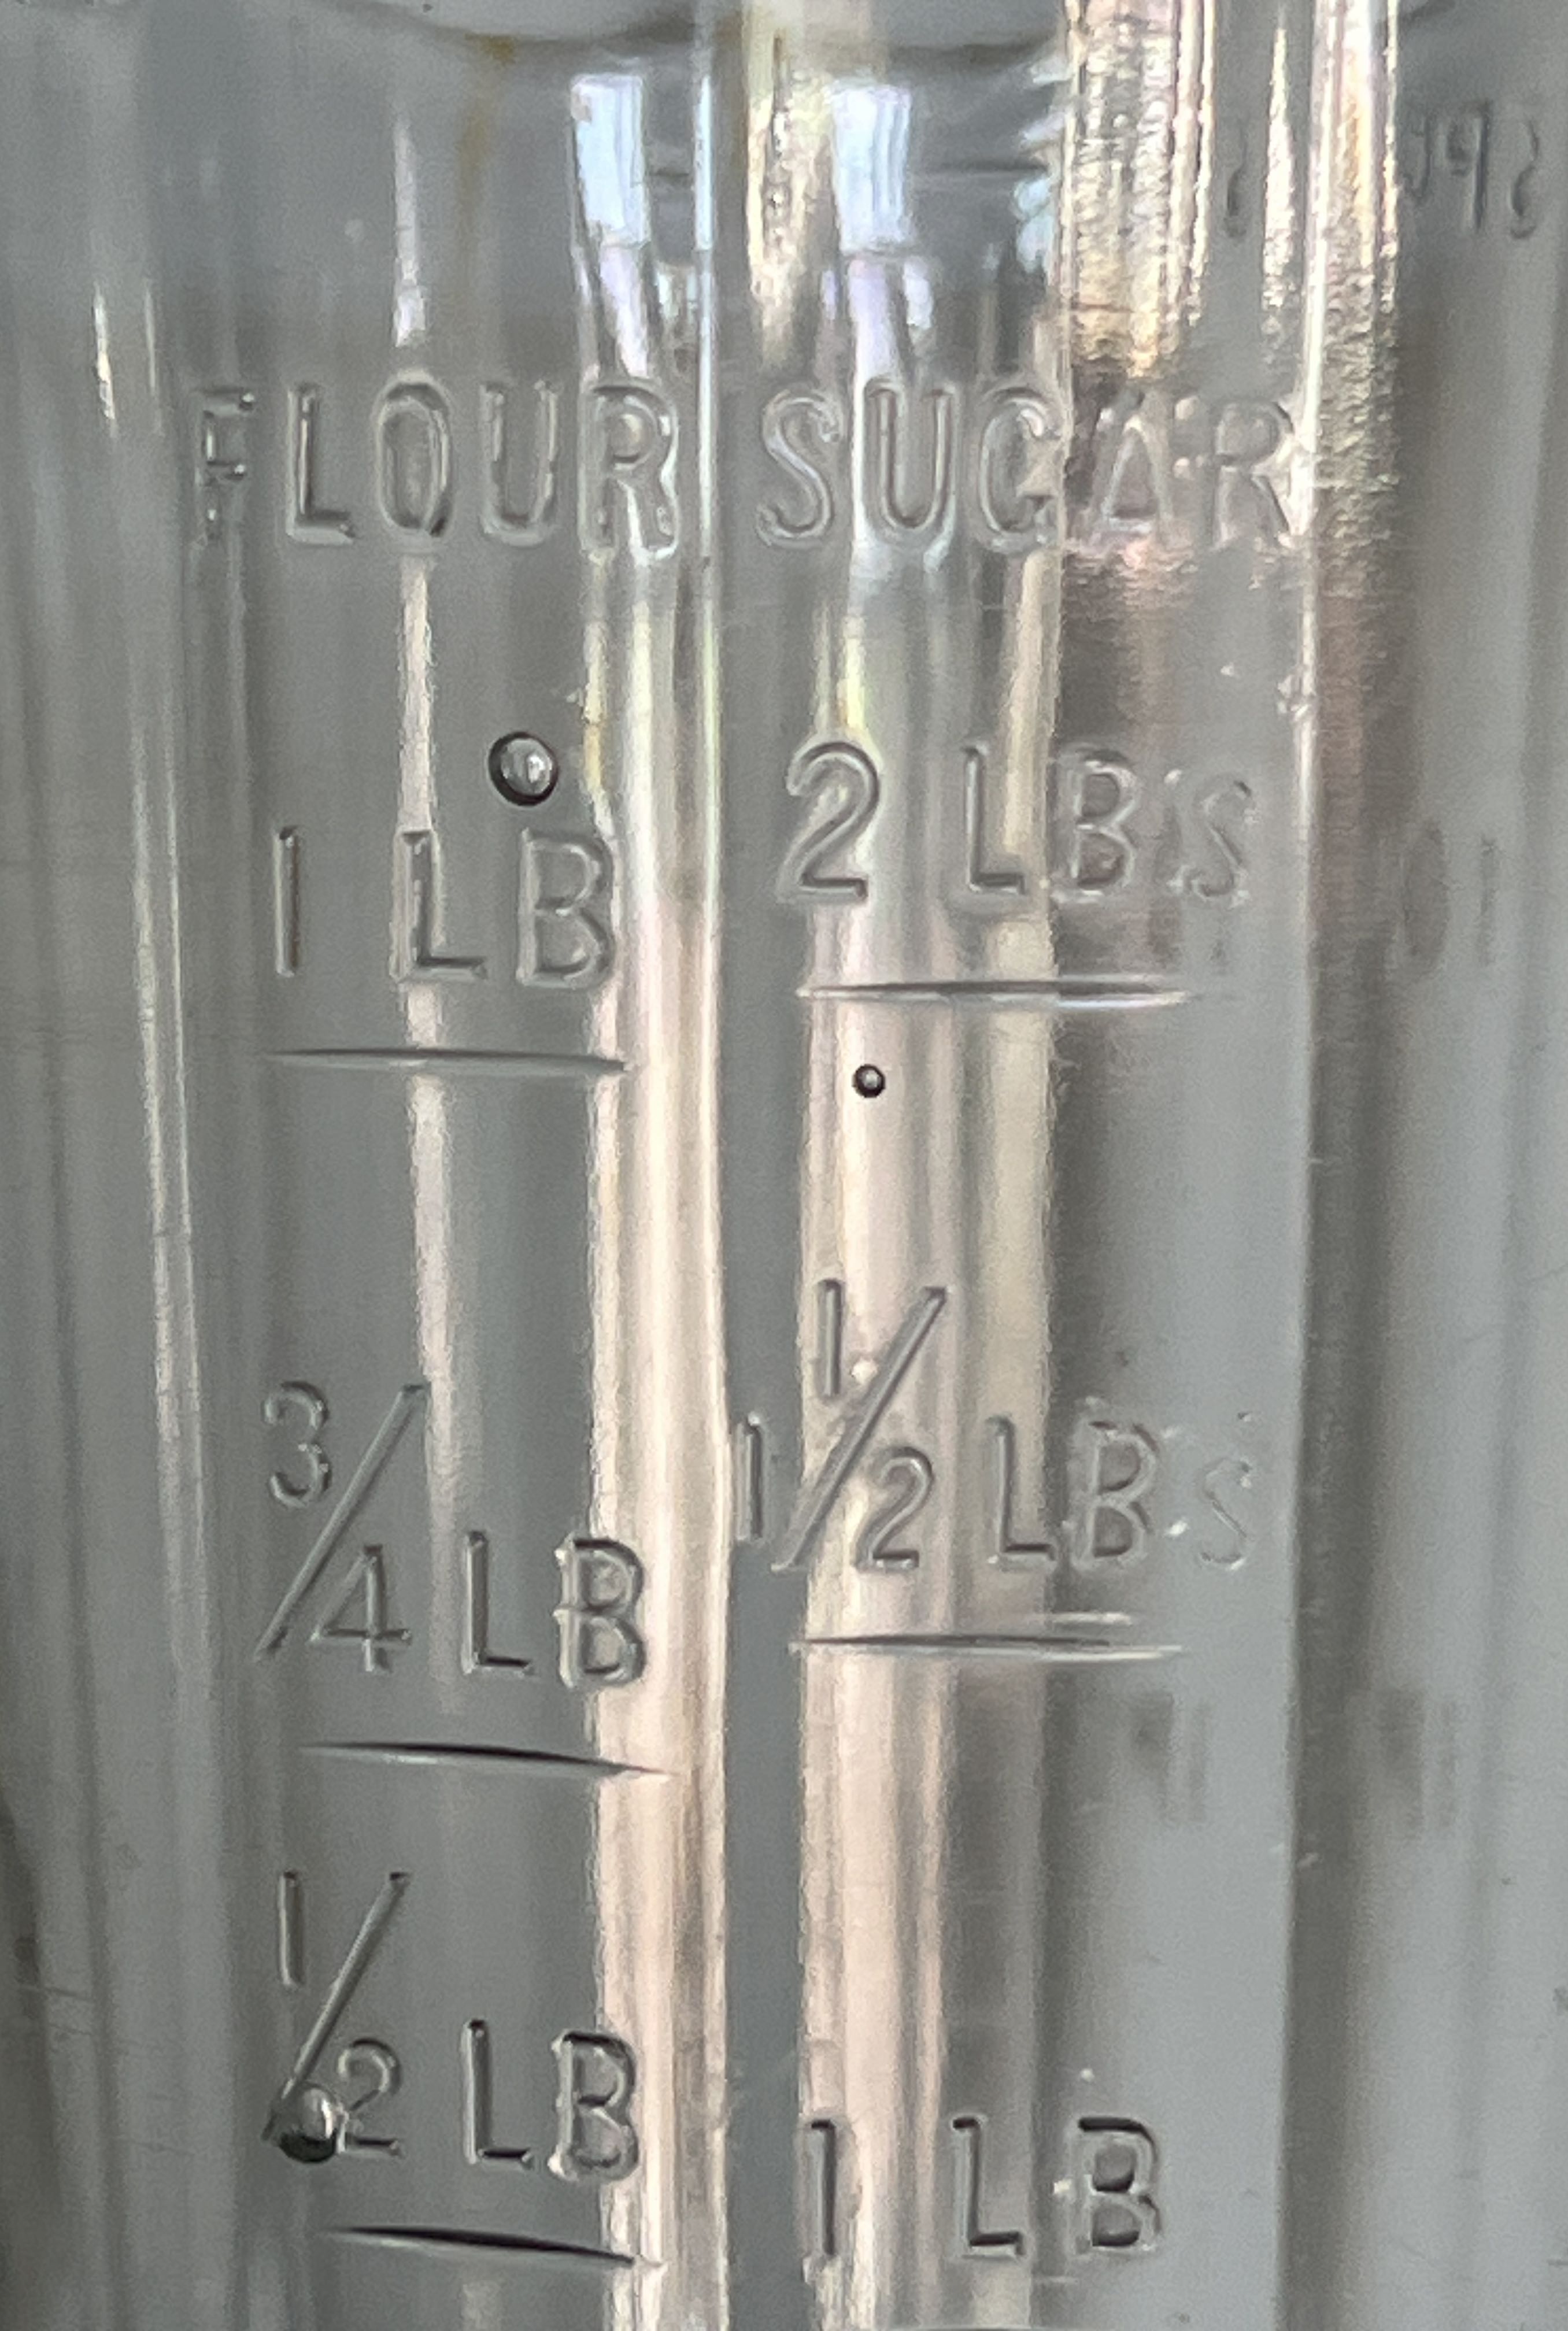 FLOUR SUGAR
1 LB
3/4 LB
1/2 LB
2 LBS
1 1/2 LBS
1 LB